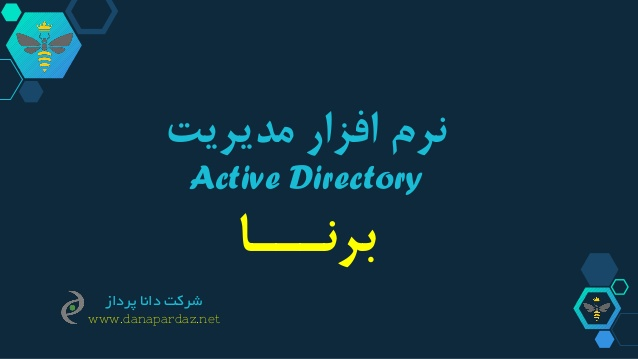 نرم افزار مدیریت
Active Directory
برنـــــا
شرکت دانا پرداز
www.danapardaz.net